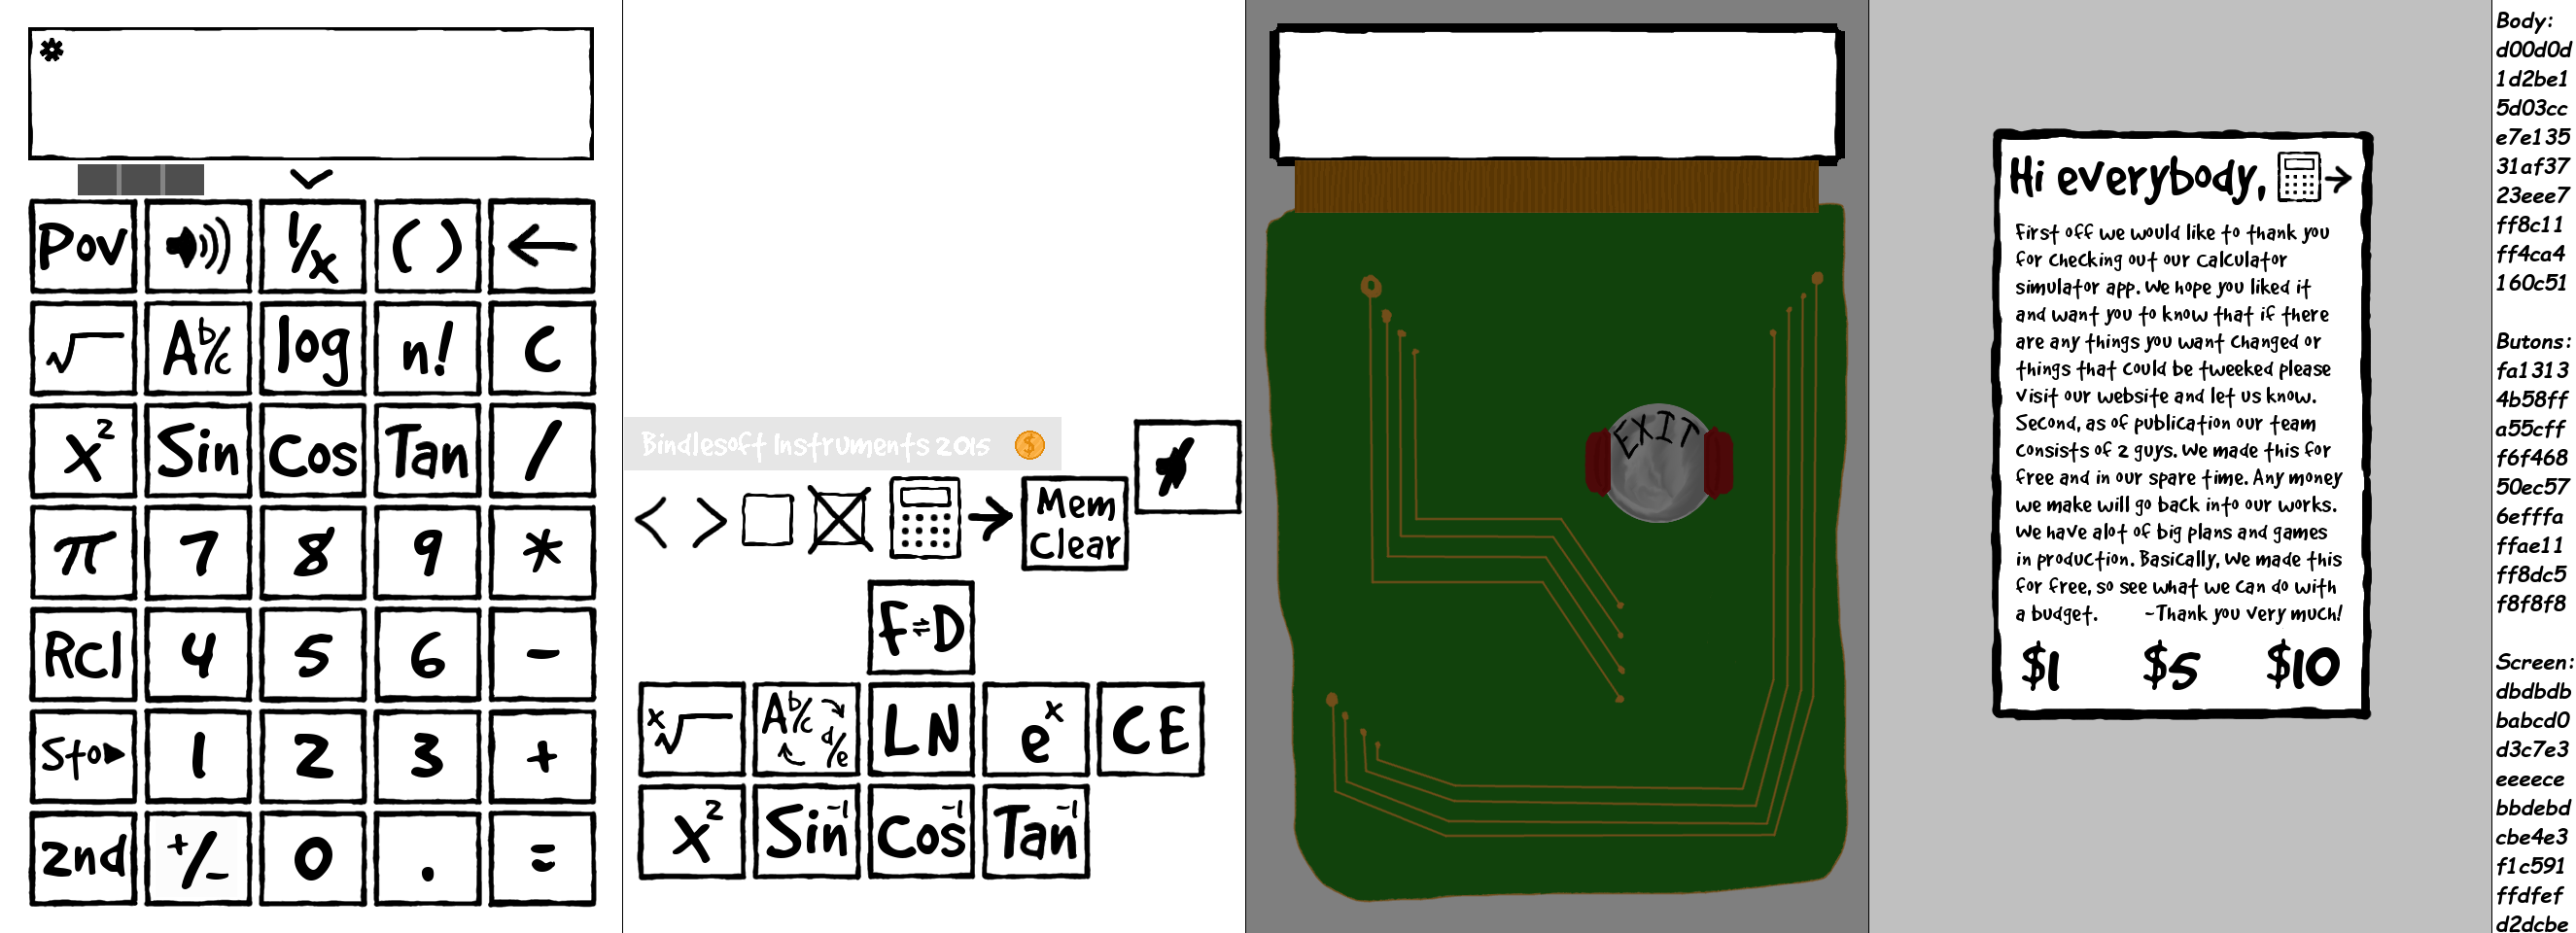 *
Pov 1/x ( ) ←
√ Ab/c log n! C
x² Sin Cos Tan /
π 7 8 9 *
Rcl 4 5 6 -
Sto▶ 1 2 3 +
2nd +/- 0 . =
Bindlesoft Instruments 2015 $
< > → Mem Clear
F⇌D
x√ Ab/c d/e LN eˣ CE
x² Sin⁻¹ Cos⁻¹ Tan⁻¹
EXIT
Hi everybody, →
First off we would like to thank you
for checking out our calculator
simulator app. We hope you liked it
and want you to know that if there
are any things you want changed or
things that could be tweeked please
visit our website and let us know.
Second, as of publication our team
consists of 2 guys. We made this for
free and in our spare time. Any money
we make will go back into our works.
We have alot of big plans and games
in production. Basically, we made this
for free, so see what we can do with
a budget. -Thank you very much!
$1 $5 $10
Body:
d00d0d
1d2be1
5d03cc
e7e135
31af37
23eee7
ff8c11
ff4ca4
160c51
Butons:
fa1313
4b58ff
a55cff
f6f468
50ec57
6efffa
ffae11
ff8dc5
f8f8f8
Screen:
dbdbdb
babcd0
d3c7e3
eeeece
bbdebd
cbe4e3
f1c591
ffdfef
d2dcbe